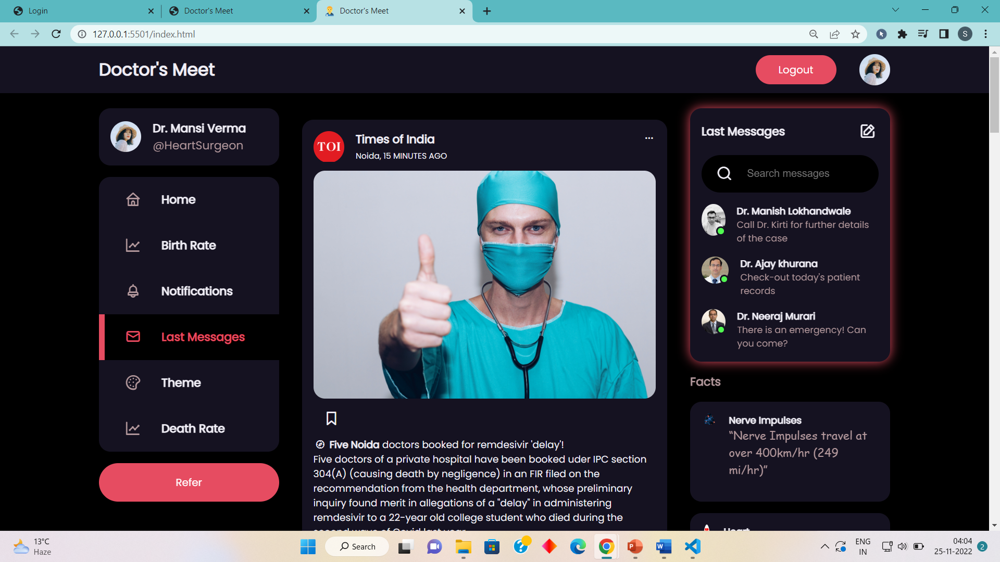 Login
Doctor's Meet
Doctor's Meet
127.0.0.1:5501/index.html
S
Doctor's Meet
Logout
Dr. Mansi Verma
@HeartSurgeon
Home
Birth Rate
Notifications
Last Messages
Theme
Death Rate
Refer
TOI
Times of India
Noida, 15 MINUTES AGO
Five Noida doctors booked for remdesivir 'delay'!
Five doctors of a private hospital have been booked uder IPC section
304(A) (causing death by negligence) in an FIR filed on the
recommendation from the health department, whose preliminary
inquiry found merit in allegations of a "delay" in administering
remdesivir to a 22-year old college student who died during the
second wave of Covid last year
Last Messages
Search messages
Dr. Manish Lokhandwale
Call Dr. Kirti for further details
of the case
Dr. Ajay khurana
Check-out today's patient
records
Dr. Neeraj Murari
There is an emergency! Can
you come?
Facts
Nerve Impulses
“Nerve Impulses travel at
over 400km/hr (249
mi/hr)”
Heart
13°C
Haze
Search
ENG
IN
04:04
25-11-2022
2